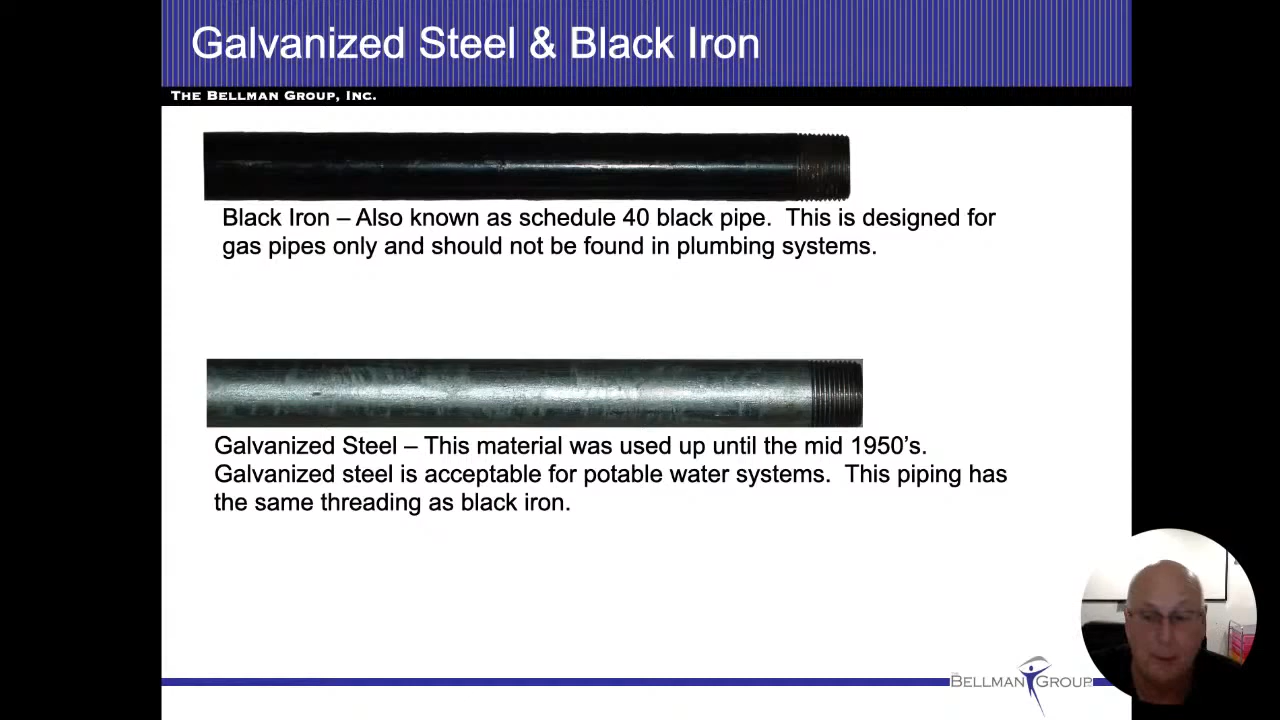 Galvanized Steel & Black Iron
THE BELLMAN GROUP, INC.
Black Iron – Also known as schedule 40 black pipe.  This is designed for
gas pipes only and should not be found in plumbing systems.
Galvanized Steel – This material was used up until the mid 1950's.
Galvanized steel is acceptable for potable water systems.  This piping has
the same threading as black iron.
THE BELLMAN GROUP